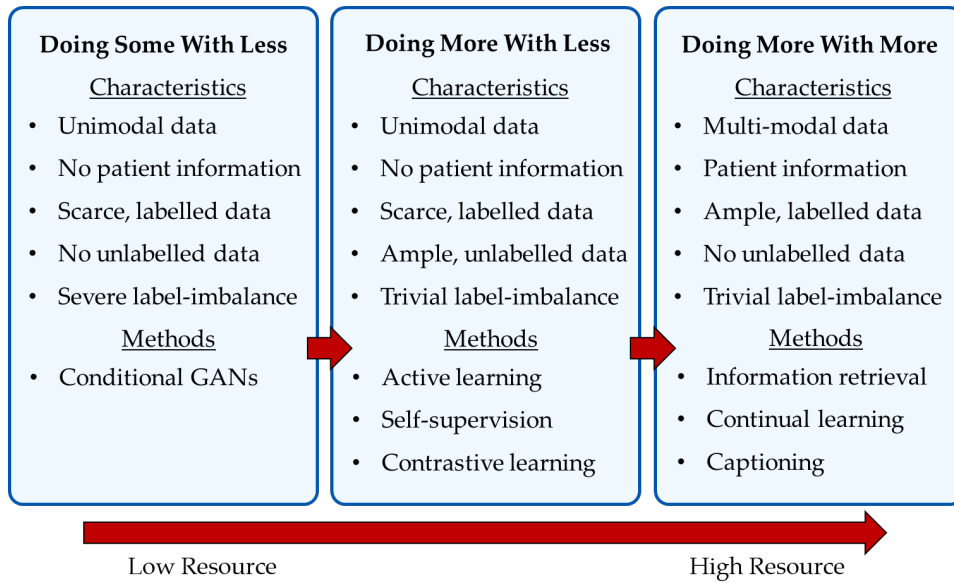 Doing Some With Less
Characteristics
• Unimodal data
• No patient information
• Scarce, labelled data
• No unlabelled data
• Severe label-imbalance
Methods
• Conditional GANs
Doing More With Less
Characteristics
• Unimodal data
• No patient information
• Scarce, labelled data
• Ample, unlabelled data
• Trivial label-imbalance
Methods
• Active learning
• Self-supervision
• Contrastive learning
Doing More With More
Characteristics
• Multi-modal data
• Patient information
• Ample, labelled data
• No unlabelled data
• Trivial label-imbalance
Methods
• Information retrieval
• Continual learning
• Captioning
Low Resource
High Resource